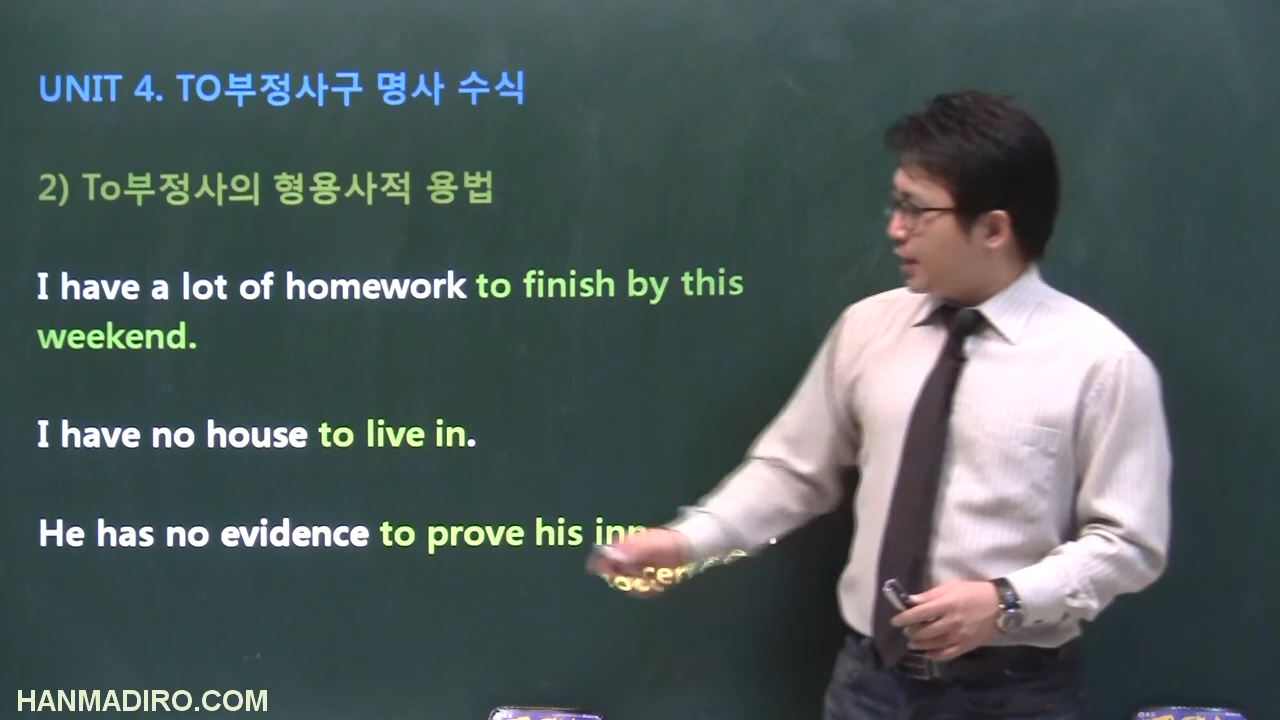 UNIT 4. TO부정사구 명사 수식
2) To부정사의 형용사적 용법
I have a lot of homework to finish by this
weekend.
I have no house to live in.
He has no evidence to prove his
HANMADIRO.COM